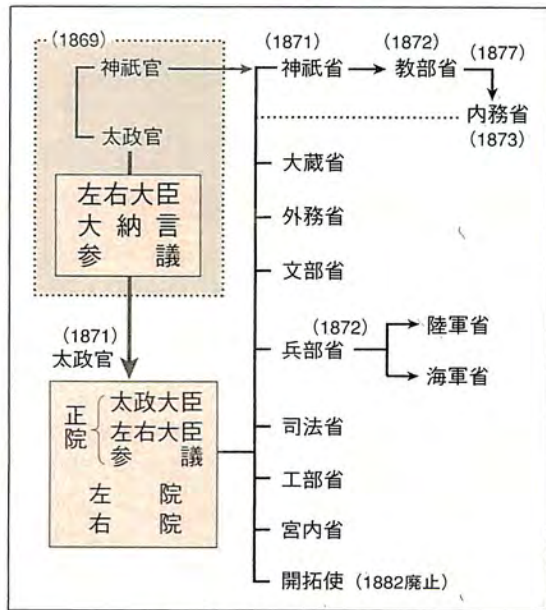 (1869)
神祇官
太政官
左右大臣
大納言
参議
(1871)
太政官
正院
太政大臣
左右大臣
参議
左院
右院
(1871)
神祇省
(1872)
教部省
(1877)
内務省
(1873)
大蔵省
外務省
文部省
兵部省
(1872)
陸軍省
海軍省
司法省
工部省
宮内省
開拓使 (1882廃止)